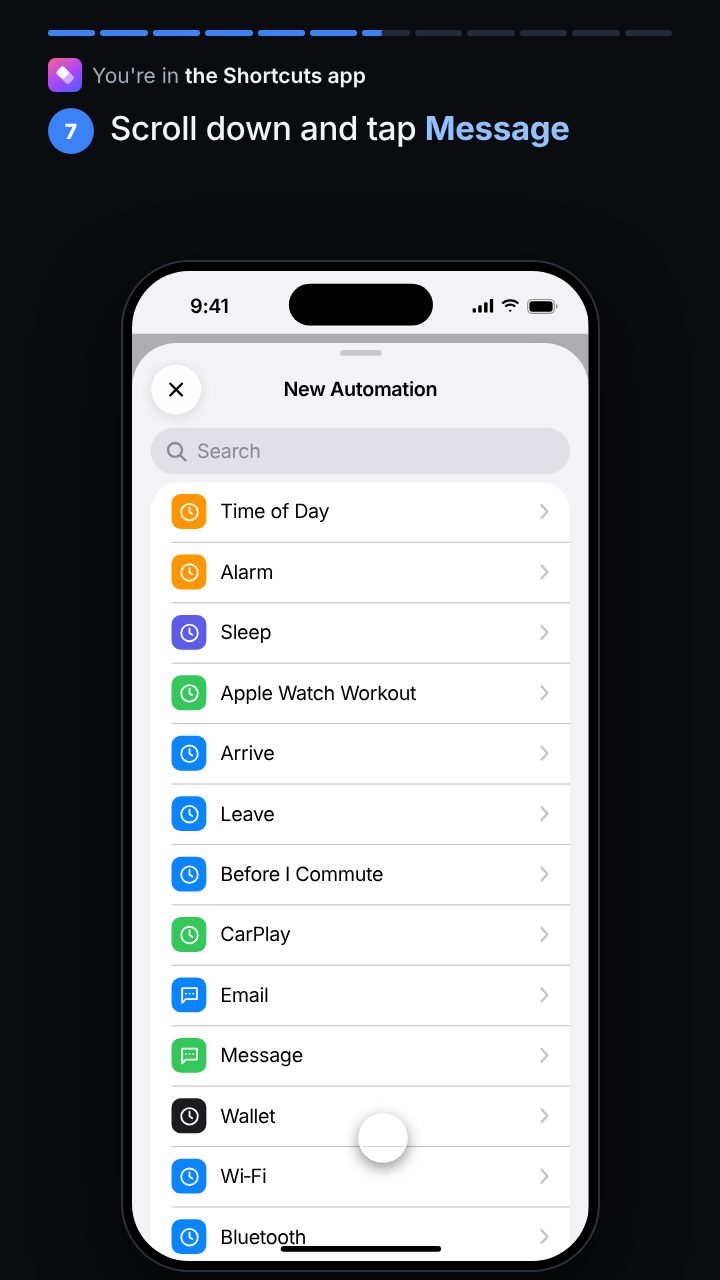 You're in the Shortcuts app
7 Scroll down and tap Message
9:41
New Automation
Search
Time of Day
Alarm
Sleep
Apple Watch Workout
Arrive
Leave
Before I Commute
CarPlay
Email
Message
Wallet
Wi-Fi
Bluetooth